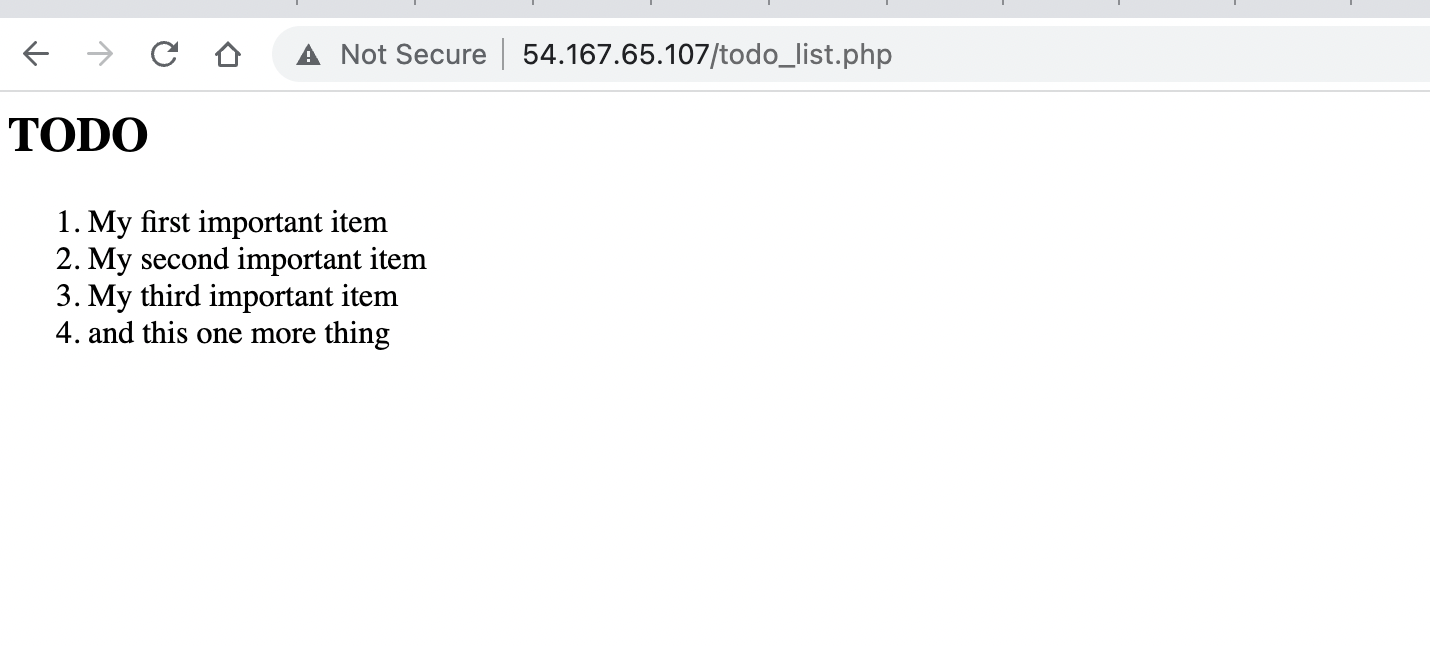 Not Secure 54.167.65.107/todo_list.php
TODO
1. My first important item
2. My second important item
3. My third important item
4. and this one more thing